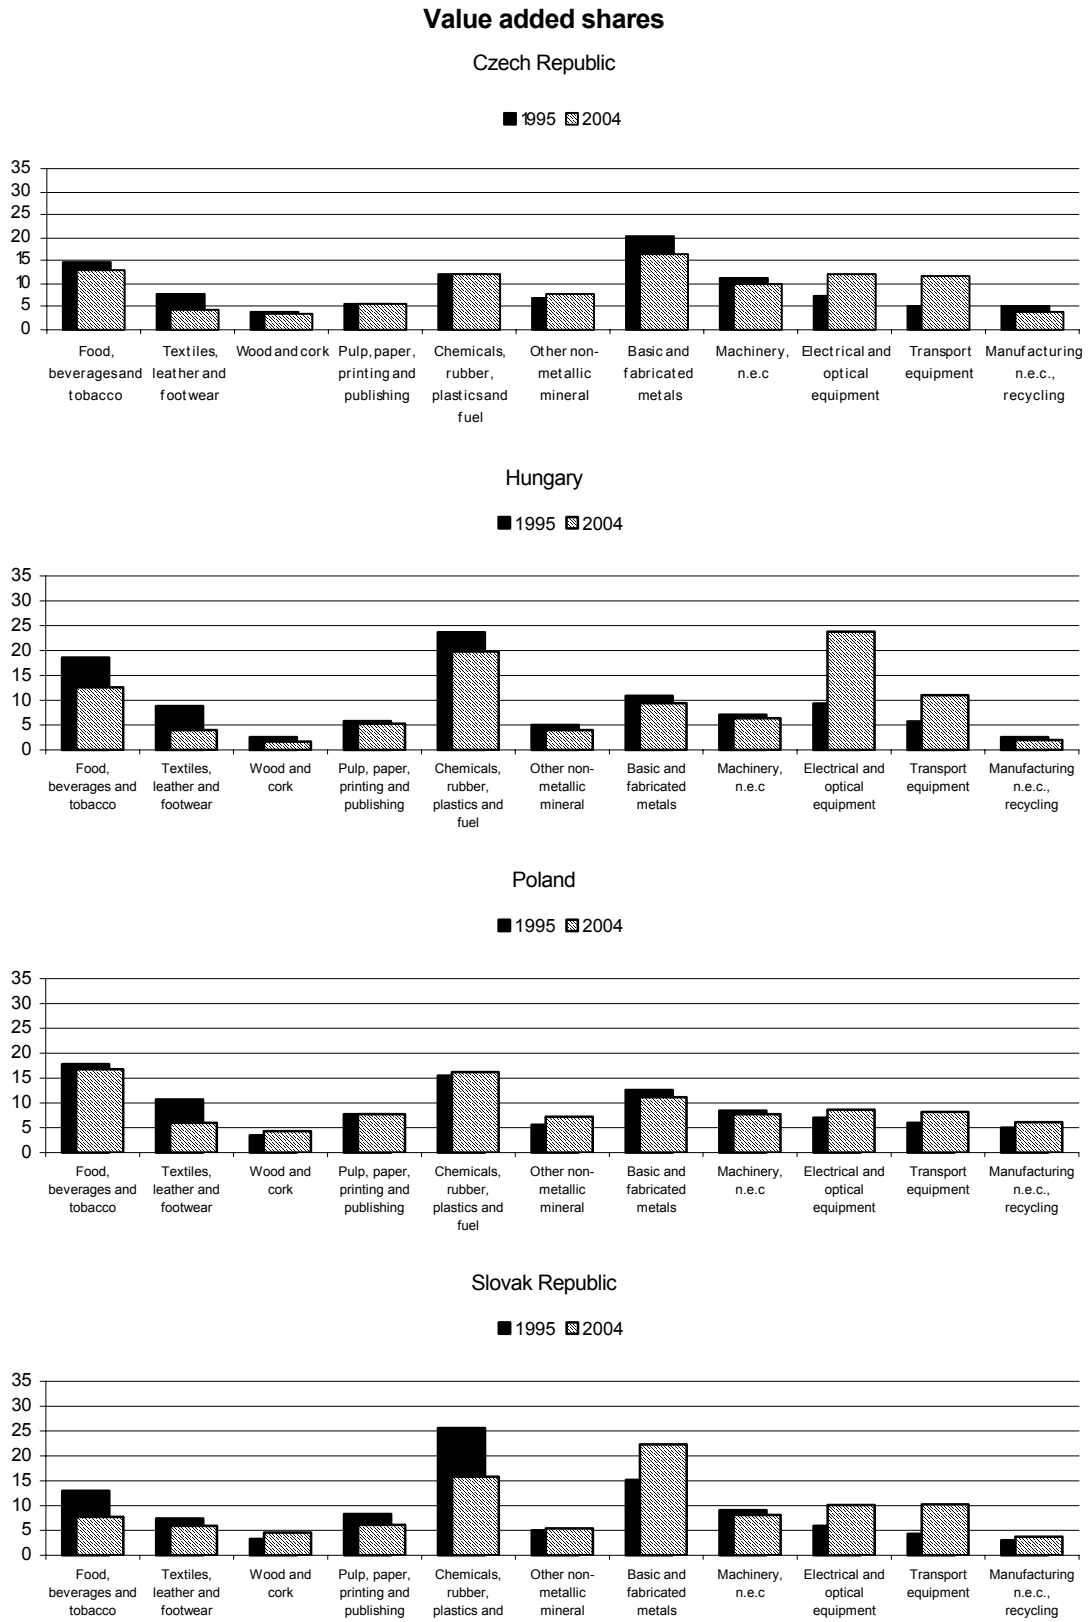 Value added shares
Czech Republic
1995 2004
35
30
25
20
15
10
5
0
Food, beverages and tobacco
Textiles, leather and footwear
Wood and cork
Pulp, paper, printing and publishing
Chemicals, rubber, plastics and fuel
Other non-metallic mineral
Basic and fabricated metals
Machinery, n.e.c
Electrical and optical equipment
Transport equipment
Manufacturing n.e.c., recycling
Hungary
1995 2004
35
30
25
20
15
10
5
0
Food, beverages and tobacco
Textiles, leather and footwear
Wood and cork
Pulp, paper, printing and publishing
Chemicals, rubber, plastics and fuel
Other non-metallic mineral
Basic and fabricated metals
Machinery, n.e.c
Electrical and optical equipment
Transport equipment
Manufacturing n.e.c., recycling
Poland
1995 2004
35
30
25
20
15
10
5
0
Food, beverages and tobacco
Textiles, leather and footwear
Wood and cork
Pulp, paper, printing and publishing
Chemicals, rubber, plastics and fuel
Other non-metallic mineral
Basic and fabricated metals
Machinery, n.e.c
Electrical and optical equipment
Transport equipment
Manufacturing n.e.c., recycling
Slovak Republic
1995 2004
35
30
25
20
15
10
5
0
Food, beverages and tobacco
Textiles, leather and footwear
Wood and cork
Pulp, paper, printing and publishing
Chemicals, rubber, plastics and
Other non-metallic mineral
Basic and fabricated metals
Machinery, n.e.c
Electrical and optical equipment
Transport equipment
Manufacturing n.e.c., recycling